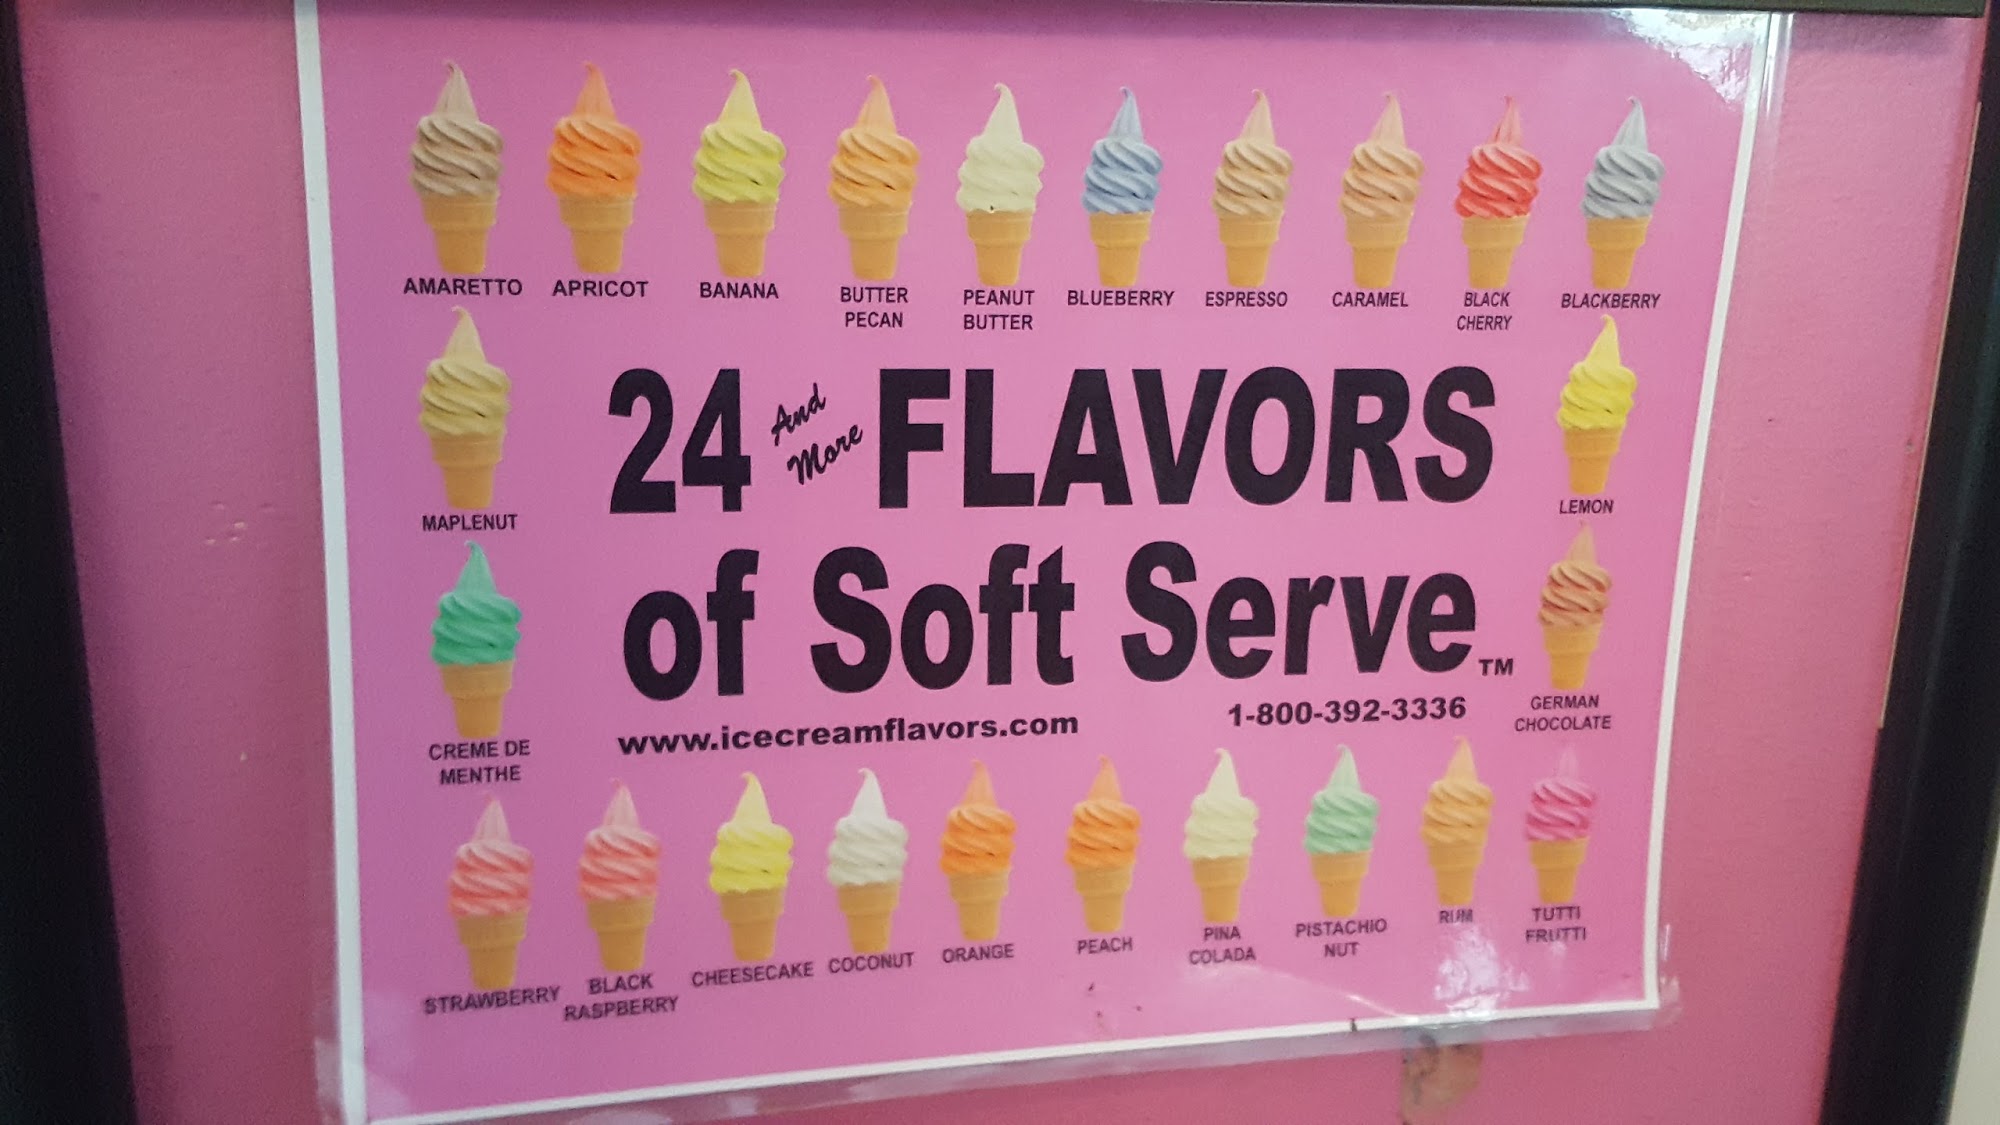 AMARETTO
APRICOT
BANANA
BUTTER
PECAN
PEANUT
BUTTER
BLUEBERRY
ESPRESSO
CARAMEL
BLACK
CHERRY
BLACKBERRY
MAPLENUT
24 And More FLAVORS
LEMON
of Soft Serve TM
CREME DE
MENTHE
GERMAN
CHOCOLATE
www.icecreamflavors.com
1-800-392-3336
STRAWBERRY
BLACK
RASPBERRY
CHEESECAKE
COCONUT
ORANGE
PEACH
PINA
COLADA
PISTACHIO
NUT
RUM
TUTTI
FRUTTI